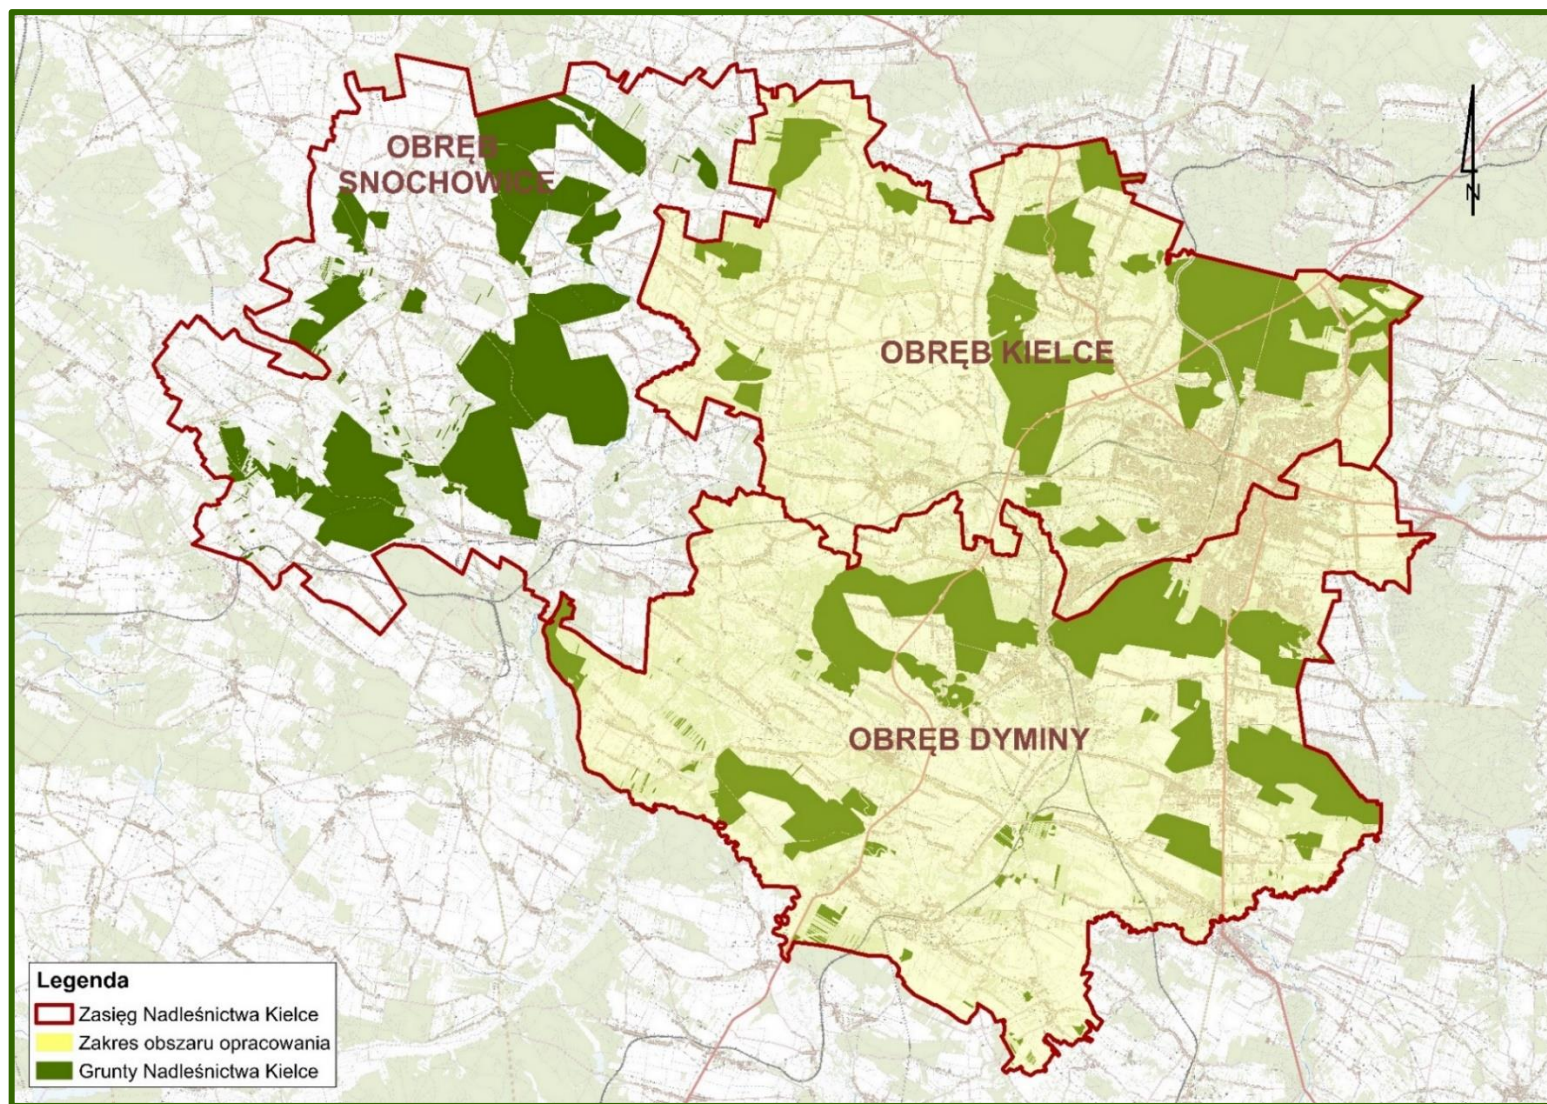 OBRĘB
SNOCHOWICE
OBRĘB KIELCE
OBRĘB DYMINY
N
Legenda
Zasięg Nadleśnictwa Kielce
Zakres obszaru opracowania
Grunty Nadleśnictwa Kielce